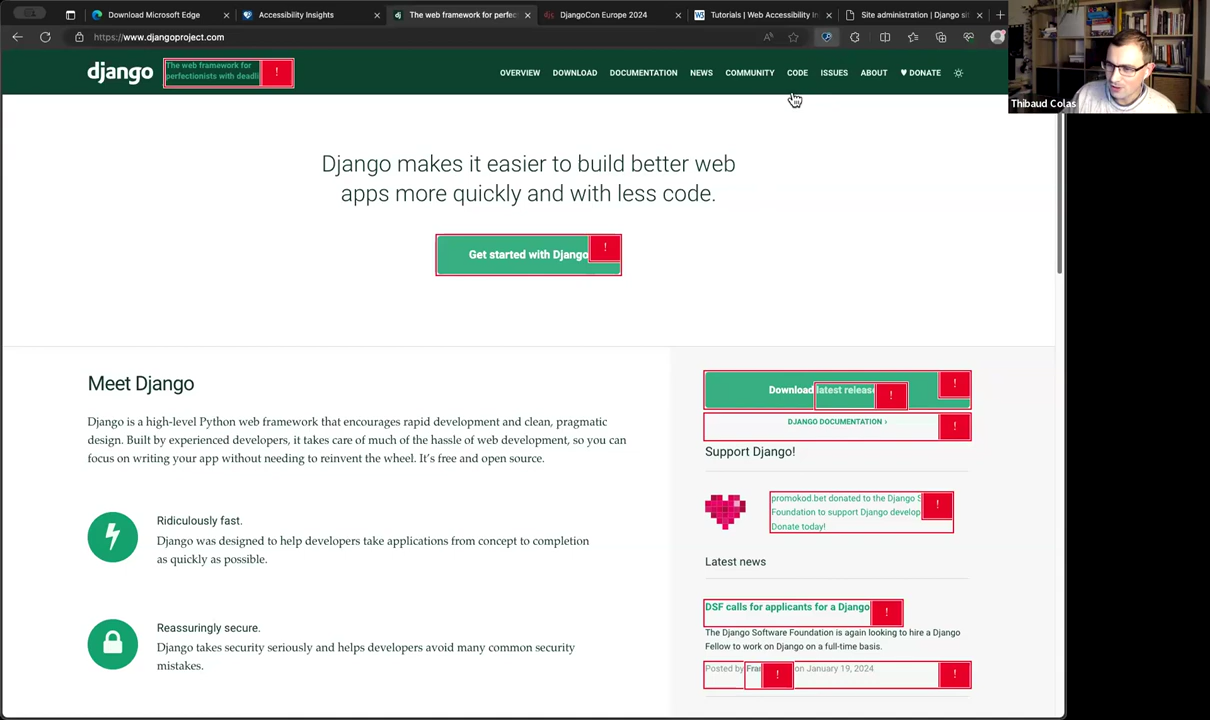 Download Microsoft Edge
Accessibility Insights
The web framework for perfec
DjangoCon Europe 2024
Tutorials | Web Accessibility In
Site administration | Django sit
https://www.djangoproject.com
Thibaud Colas
django
The web framework for
perfectionists with deadli
!
OVERVIEW DOWNLOAD DOCUMENTATION NEWS COMMUNITY CODE ISSUES ABOUT ♥ DONATE
Django makes it easier to build better web
apps more quickly and with less code.
Get started with Django
!
Meet Django
Django is a high-level Python web framework that encourages rapid development and clean, pragmatic
design. Built by experienced developers, it takes care of much of the hassle of web development, so you can
focus on writing your app without needing to reinvent the wheel. It's free and open source.
Ridiculously fast.
Django was designed to help developers take applications from concept to completion
as quickly as possible.
Reassuringly secure.
Django takes security seriously and helps developers avoid many common security
mistakes.
Download latest release
!
!
DJANGO DOCUMENTATION ›
!
Support Django!
promokod.bet donated to the Django S
Foundation to support Django develop
Donate today!
!
Latest news
DSF calls for applicants for a Django
!
The Django Software Foundation is again looking to hire a Django
Fellow to work on Django on a full-time basis.
Posted by Fra ! on January 19, 2024
!